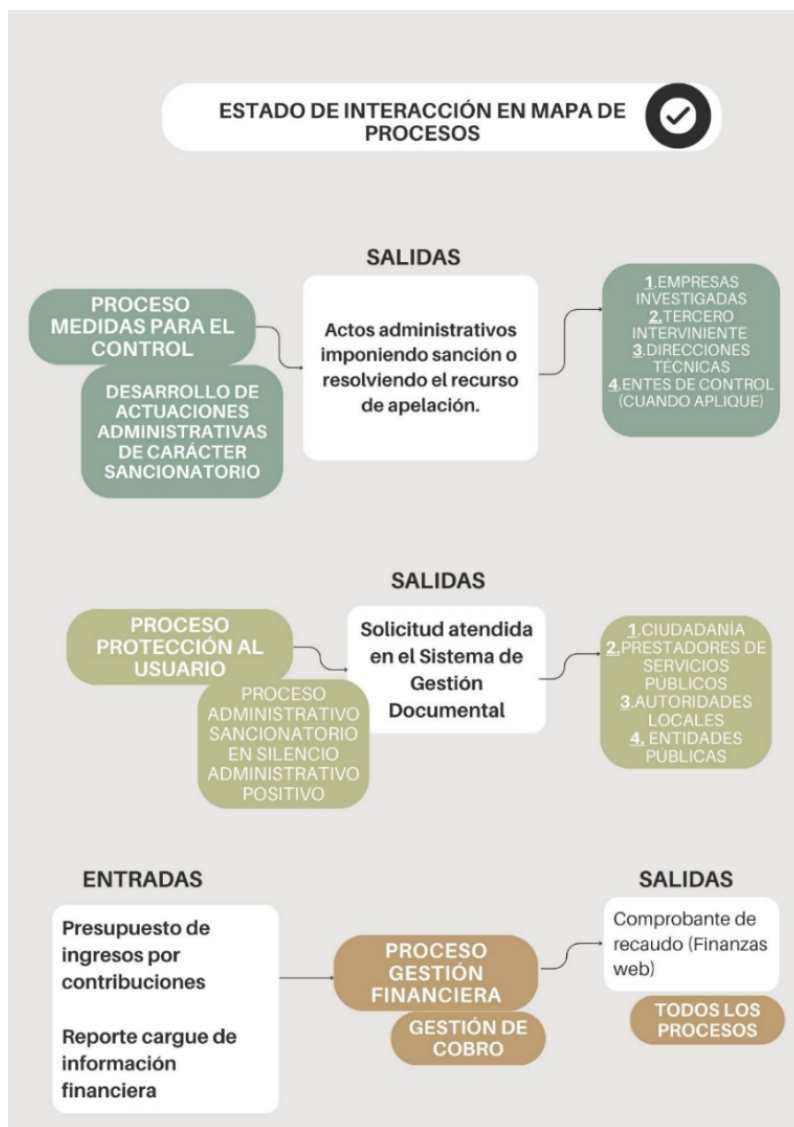 ESTADO DE INTERACCIÓN EN MAPA DE
PROCESOS
SALIDAS
PROCESO
MEDIDAS PARA EL
CONTROL
DESARROLLO DE
ACTUACIONES
ADMINISTRATIVAS
DE CARÁCTER
SANCIONATORIO
Actos administrativos
imponiendo sanción o
resolviendo el recurso
de apelación.
1.EMPRESAS
INVESTIGADAS
2.TERCERO
INTERVINIENTE
3.DIRECCIONES
TÉCNICAS
4.ENTES DE CONTROL
(CUANDO APLIQUE)
SALIDAS
PROCESO
PROTECCIÓN AL
USUARIO
PROCESO
ADMINISTRATIVO
SANCIONATORIO
EN SILENCIO
ADMINISTRATIVO
POSITIVO
Solicitud atendida
en el Sistema de
Gestión
Documental
1.CIUDADANÍA
2.PRESTADORES DE
SERVICIOS
PÚBLICOS
3.AUTORIDADES
LOCALES
4. ENTIDADES
PÚBLICAS
ENTRADAS
Presupuesto de
ingresos por
contribuciones
Reporte cargue de
información
financiera
PROCESO
GESTIÓN
FINANCIERA
GESTIÓN DE
COBRO
SALIDAS
Comprobante de
recaudo (Finanzas
web)
TODOS LOS
PROCESOS